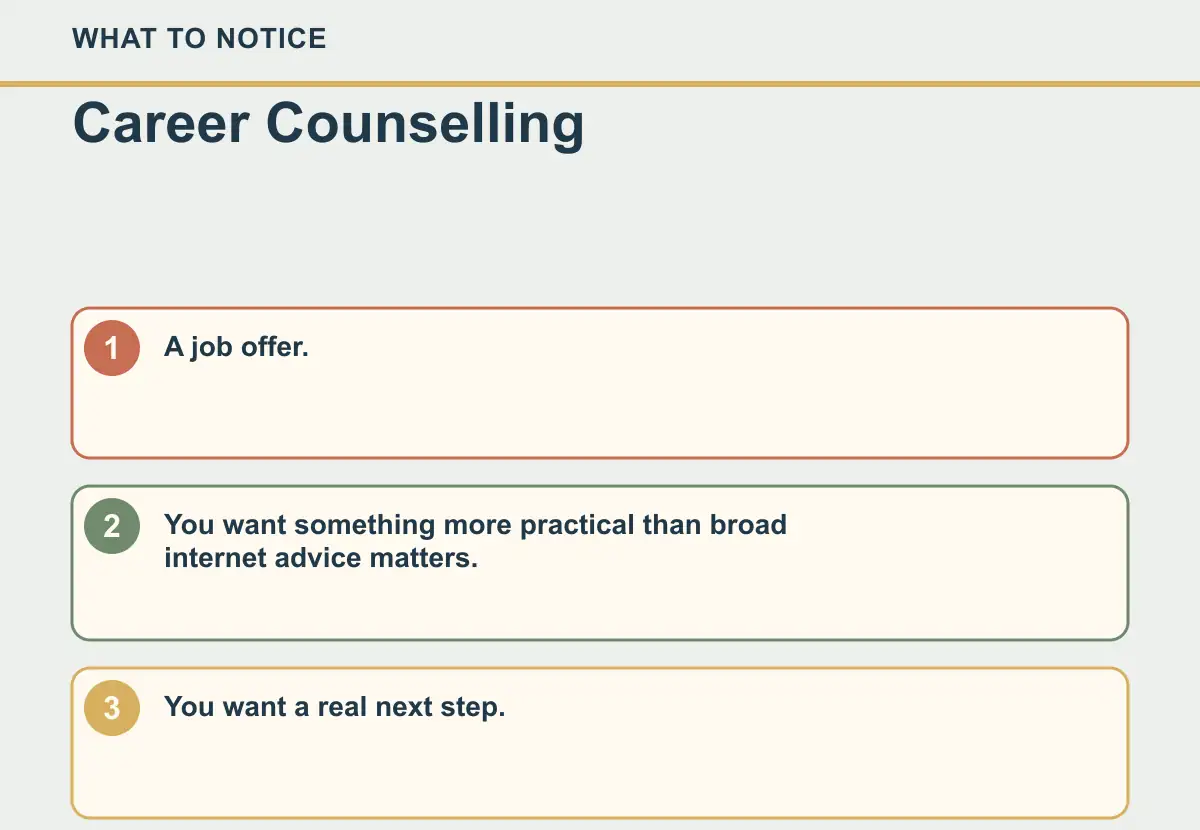 WHAT TO NOTICE
Career Counselling
1
A job offer.
2
You want something more practical than broad
internet advice matters.
3
You want a real next step.